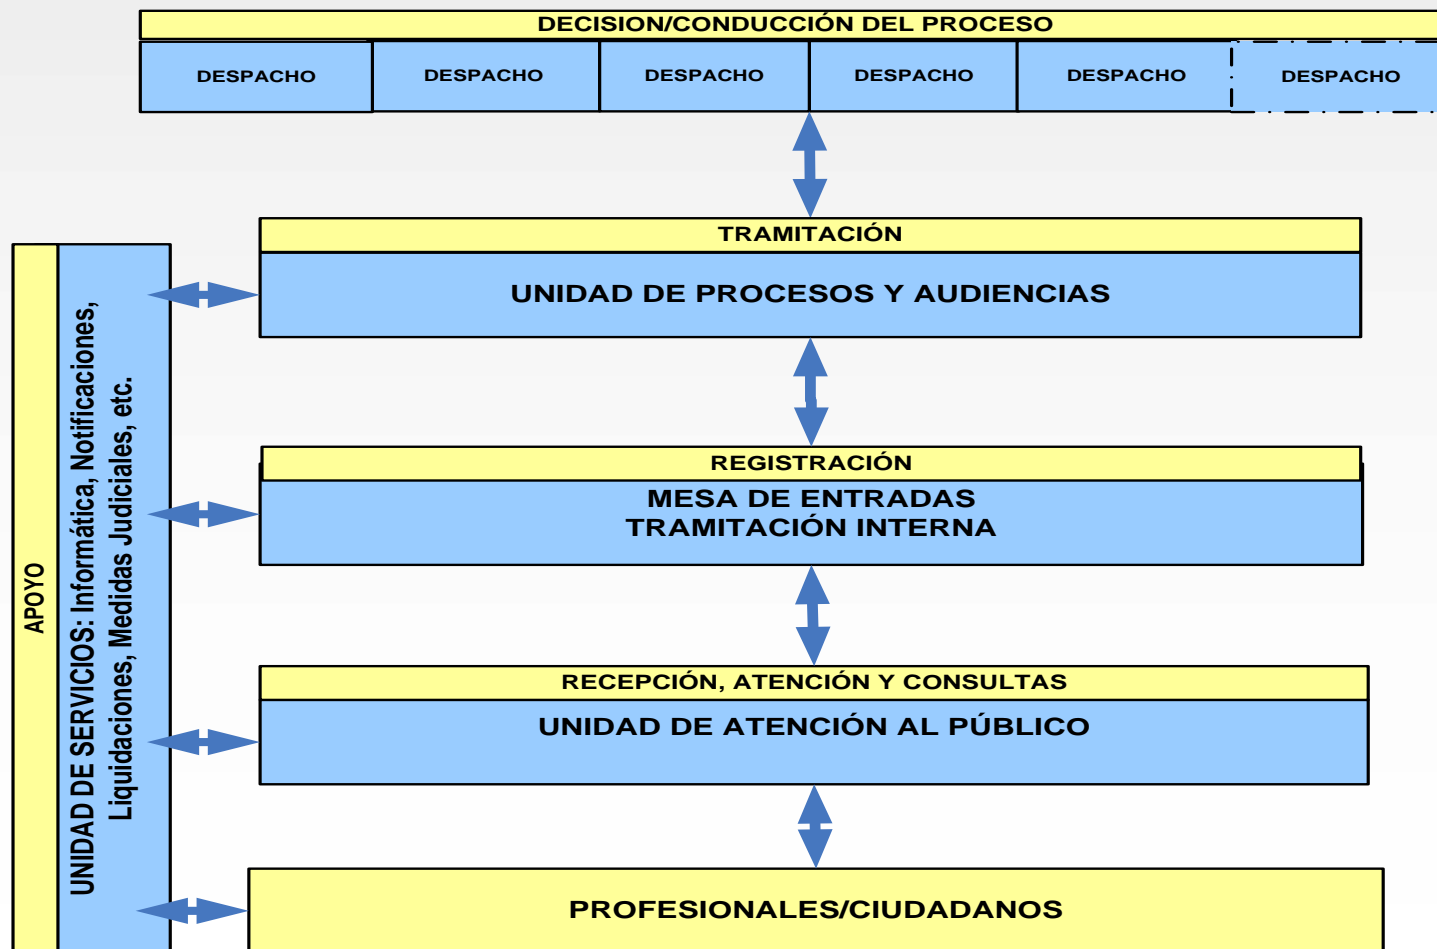 DECISION/CONDUCCIÓN DEL PROCESO
DESPACHO DESPACHO DESPACHO DESPACHO DESPACHO DESPACHO
TRAMITACIÓN
UNIDAD DE PROCESOS Y AUDIENCIAS
REGISTRACIÓN
MESA DE ENTRADAS
TRAMITACIÓN INTERNA
RECEPCIÓN, ATENCIÓN Y CONSULTAS
UNIDAD DE ATENCIÓN AL PÚBLICO
PROFESIONALES/CIUDADANOS
APOYO
UNIDAD DE SERVICIOS: Informática, Notificaciones,
Liquidaciones, Medidas Judiciales, etc.